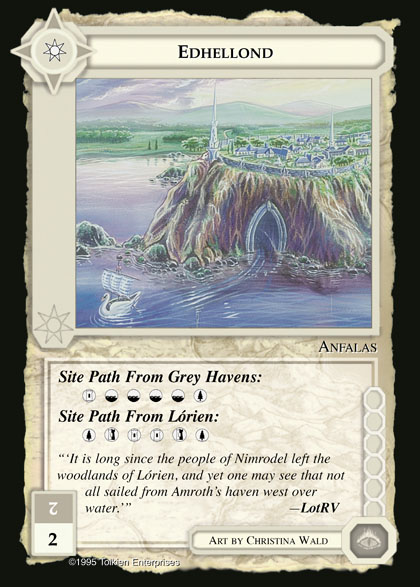 Edhellond
Anfalas
Site Path From Grey Havens:
Site Path From Lórien:
“‘It is long since the people of Nimrodel left the
woodlands of Lórien, and yet one may see that not
all sailed from Amroth’s haven west over
water.’” —LotRV
2
2
Art by Christina Wald
©1995 Tolkien Enterprises